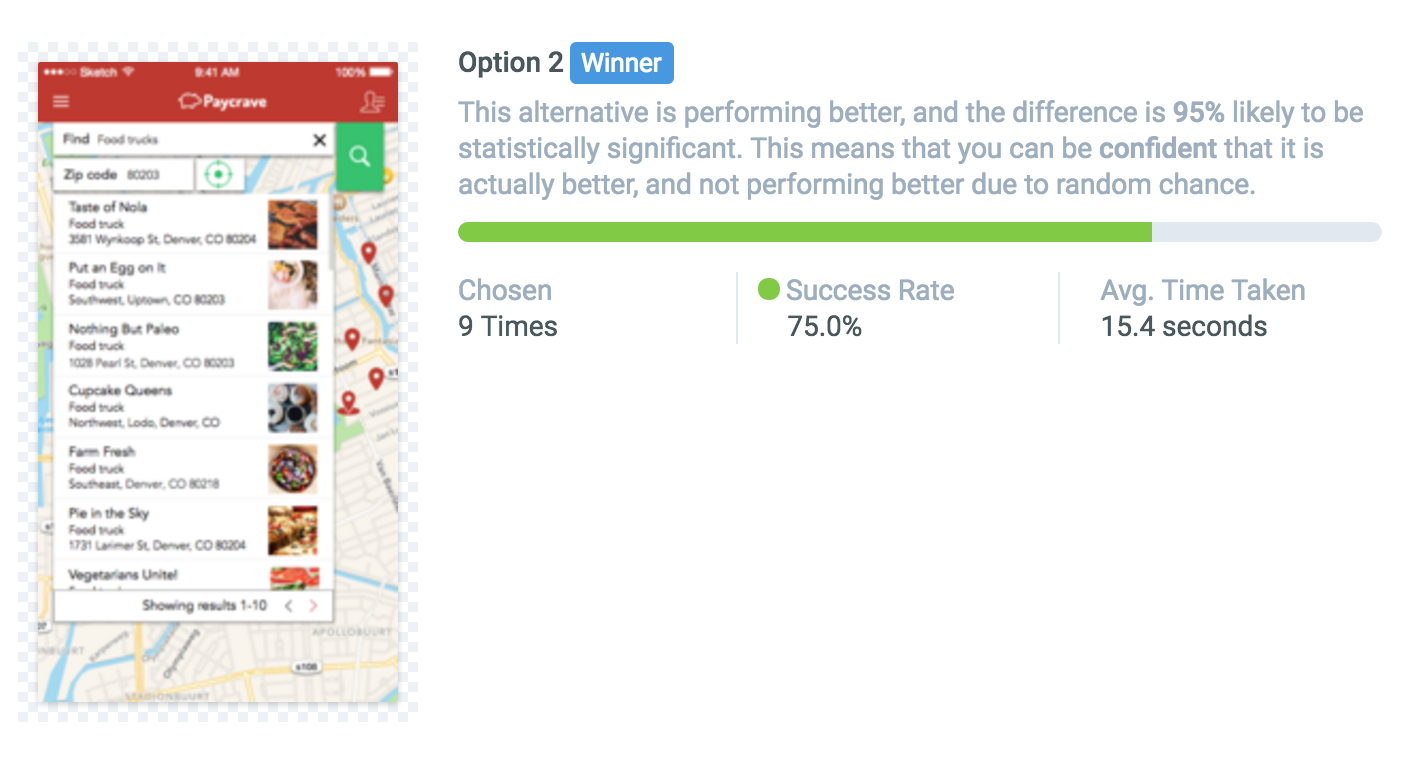 Sketch 9:41 AM 100%
Paycrave
Find Food trucks
Zip code 80203
Taste of Nola
Food truck
3581 Wynkoop St, Denver, CO 80204
Put an Egg on It
Food truck
Southwest, Uptown, CO 80203
Nothing But Paleo
Food truck
1028 Pearl St, Denver, CO 80203
Cupcake Queens
Food truck
Northwest, Lodo, Denver, CO
Farm Fresh
Food truck
Southeast, Denver, CO 80218
Pie in the Sky
Food truck
1731 Larimer St, Denver, CO 80204
Vegetarians Unite!
Showing results 1-10
APOLLOBUURT
Olympiaweg
s108
STADIONBUURT
Option 2 Winner
This alternative is performing better, and the difference is 95% likely to be
statistically significant. This means that you can be confident that it is
actually better, and not performing better due to random chance.
Chosen
9 Times
Success Rate
75.0%
Avg. Time Taken
15.4 seconds